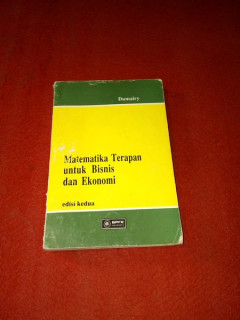 Dumairy
Matematika Terapan
untuk Bisnis
dan Ekonomi
edisi kedua